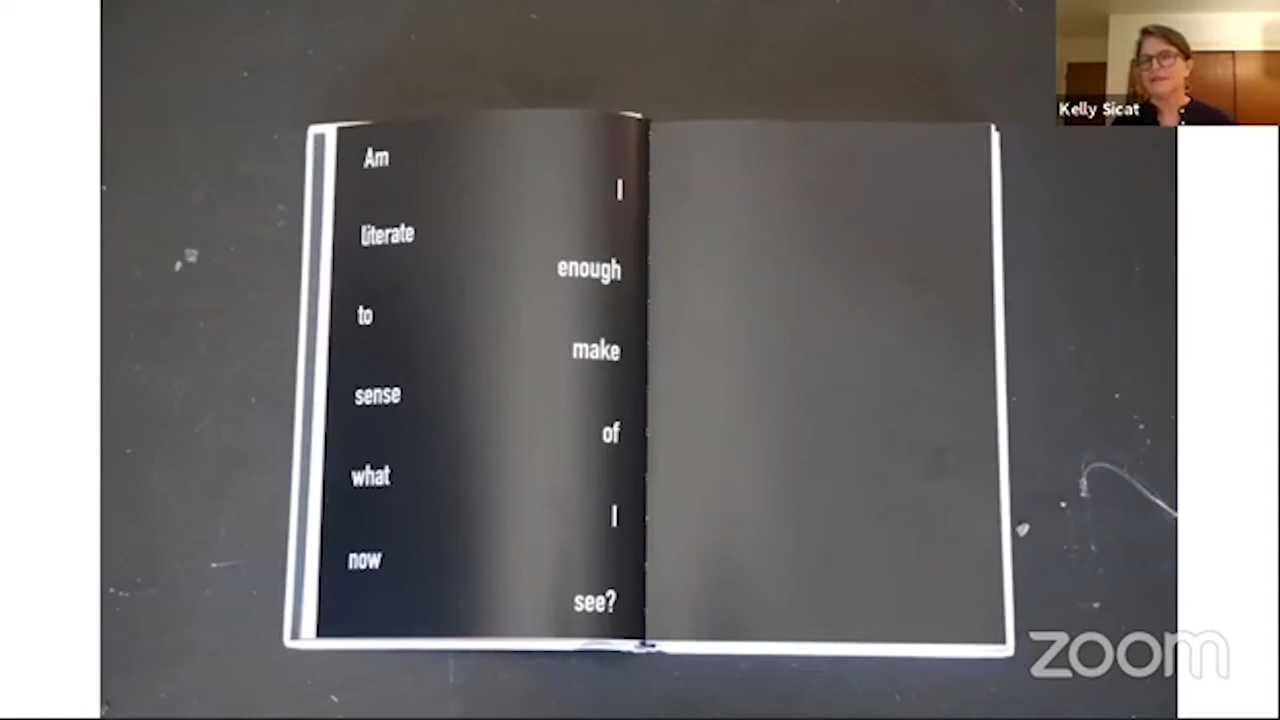 Kelly Sicat
Am
I
literate
enough
to
make
sense
of
what
I
now
see?
zoom